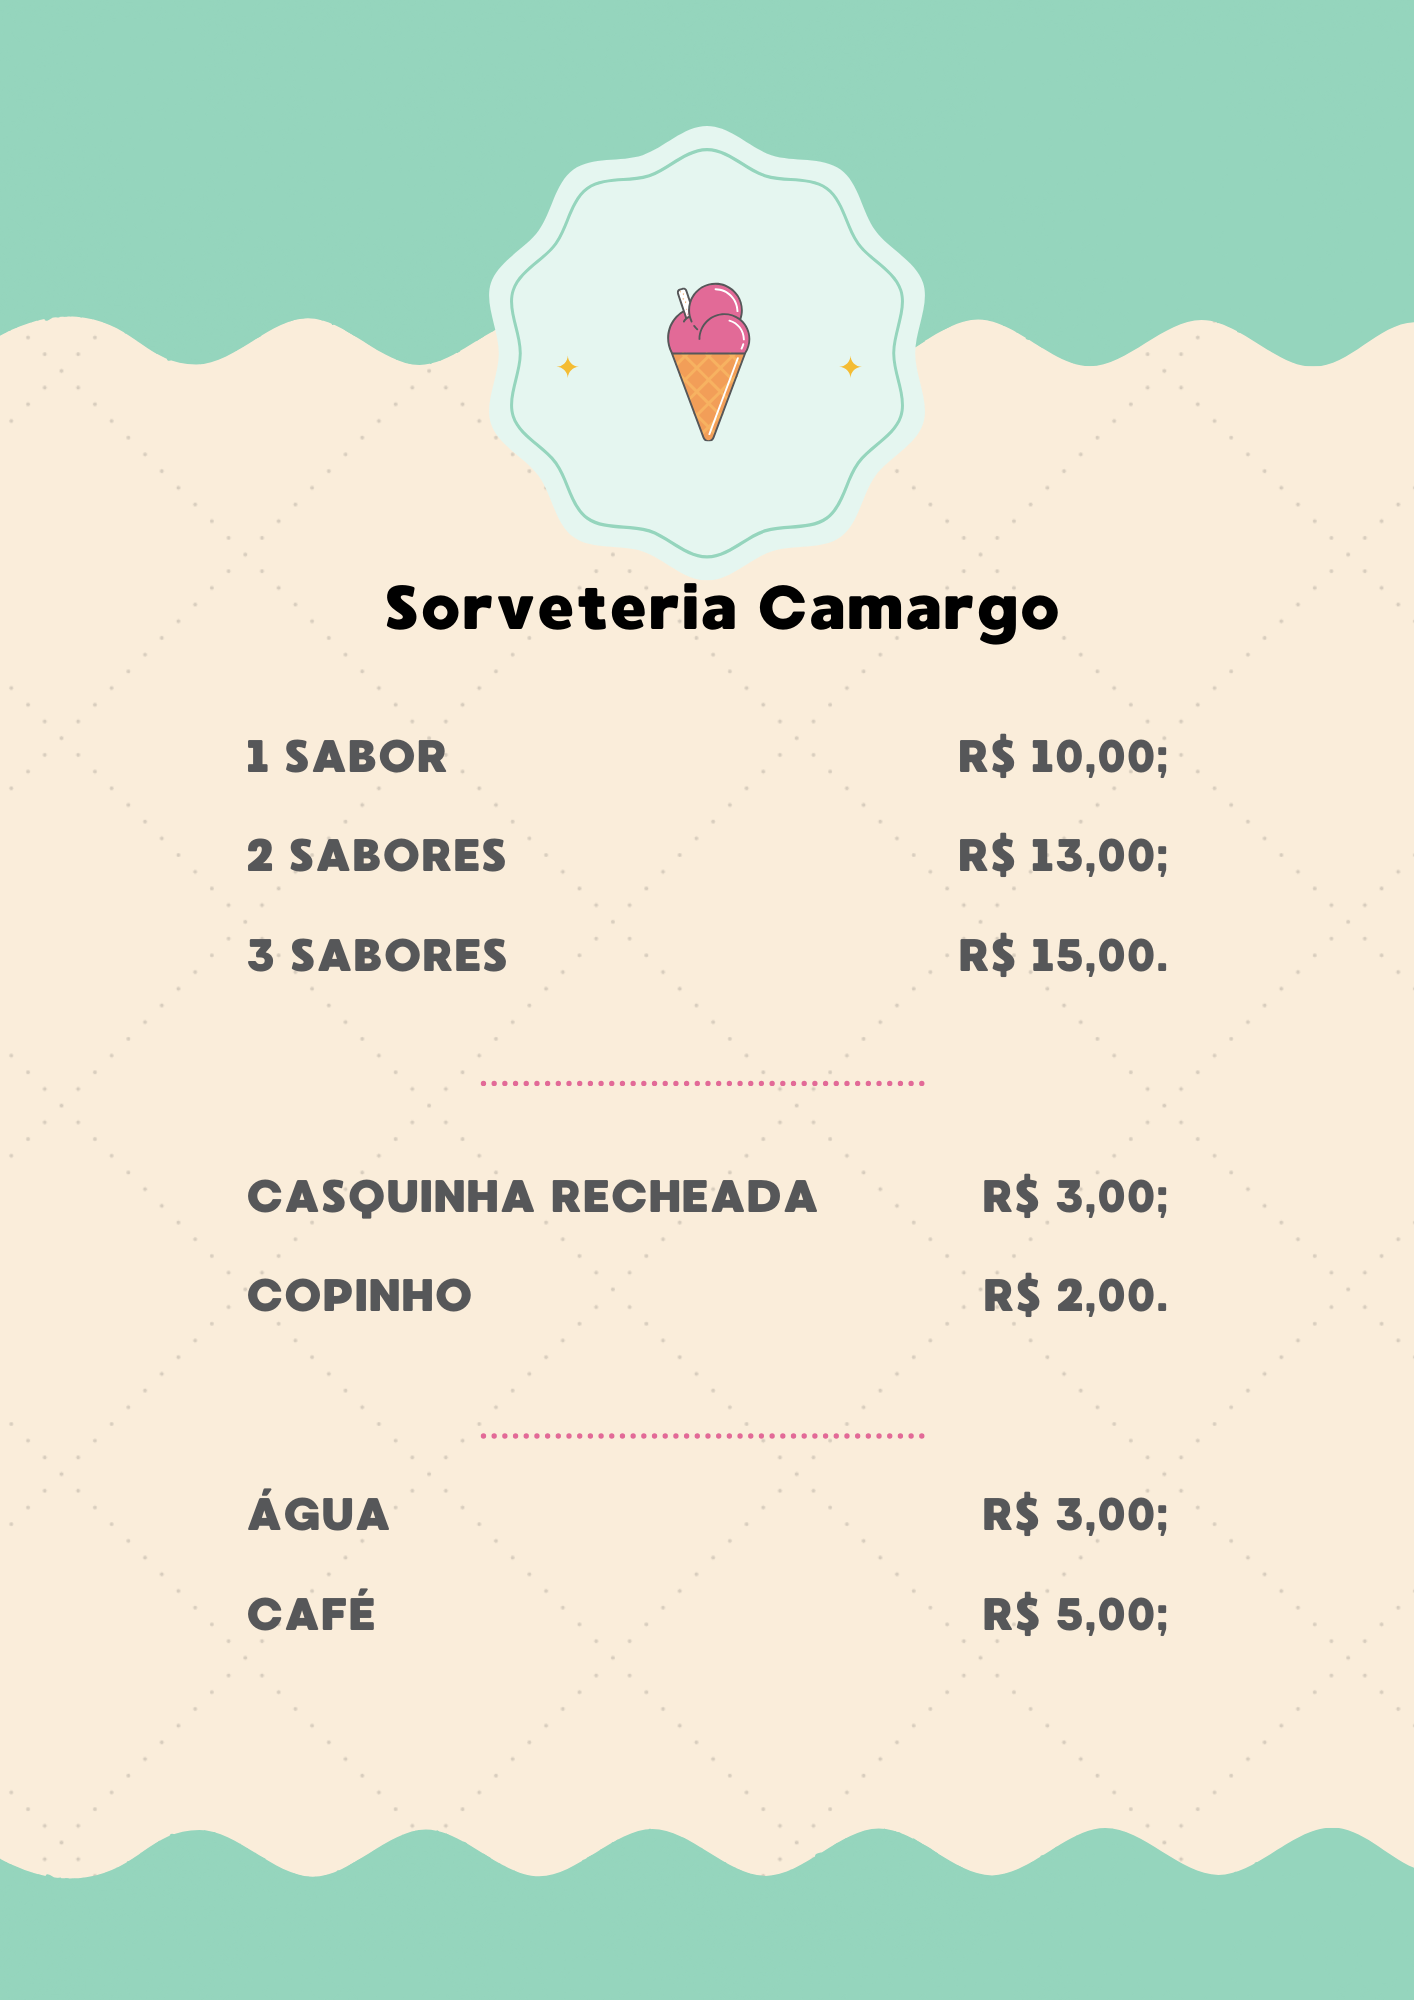 Sorveteria Camargo
1 SABOR R$ 10,00;
2 SABORES R$ 13,00;
3 SABORES R$ 15,00.
CASQUINHA RECHEADA R$ 3,00;
COPINHO R$ 2,00.
ÁGUA R$ 3,00;
CAFÉ R$ 5,00;